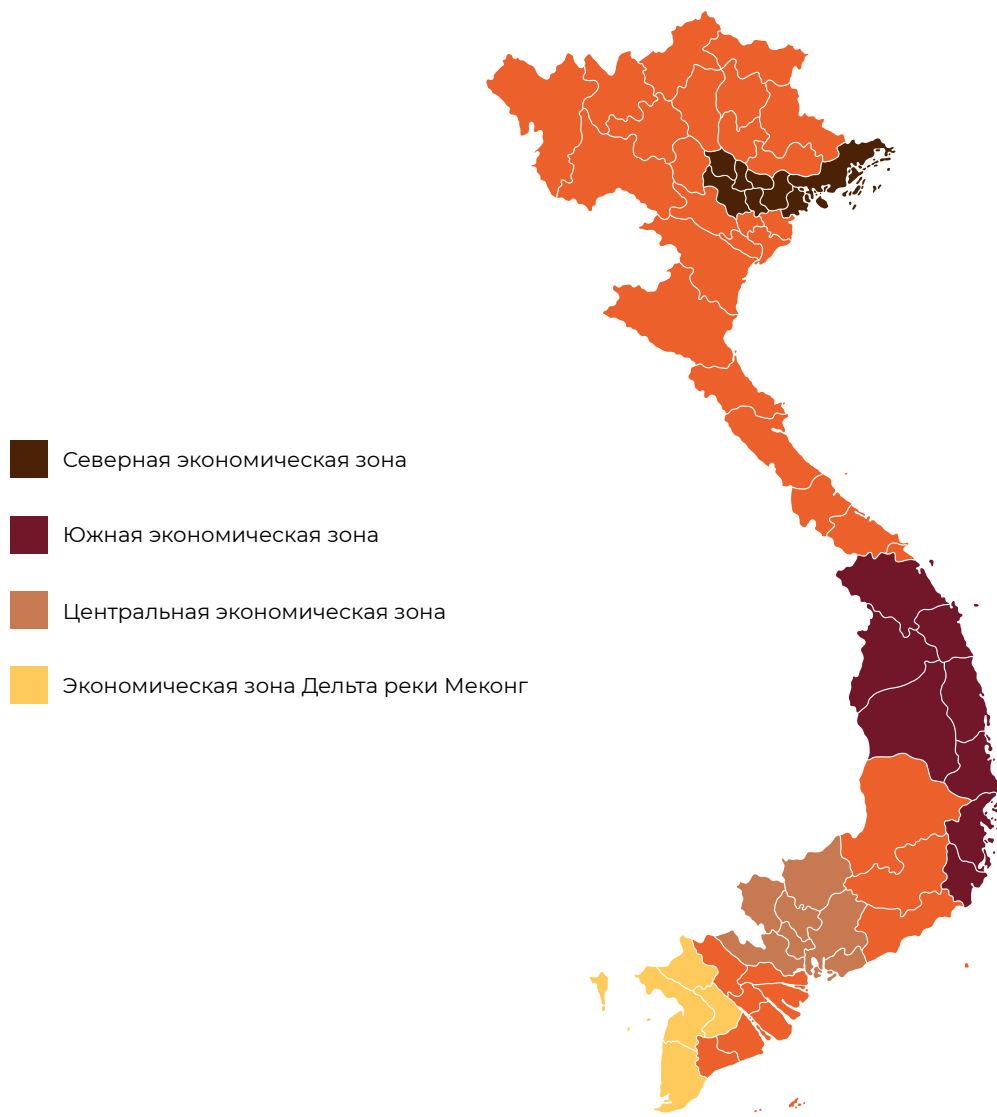 Северная экономическая зона
Южная экономическая зона
Центральная экономическая зона
Экономическая зона Дельта реки Меконг